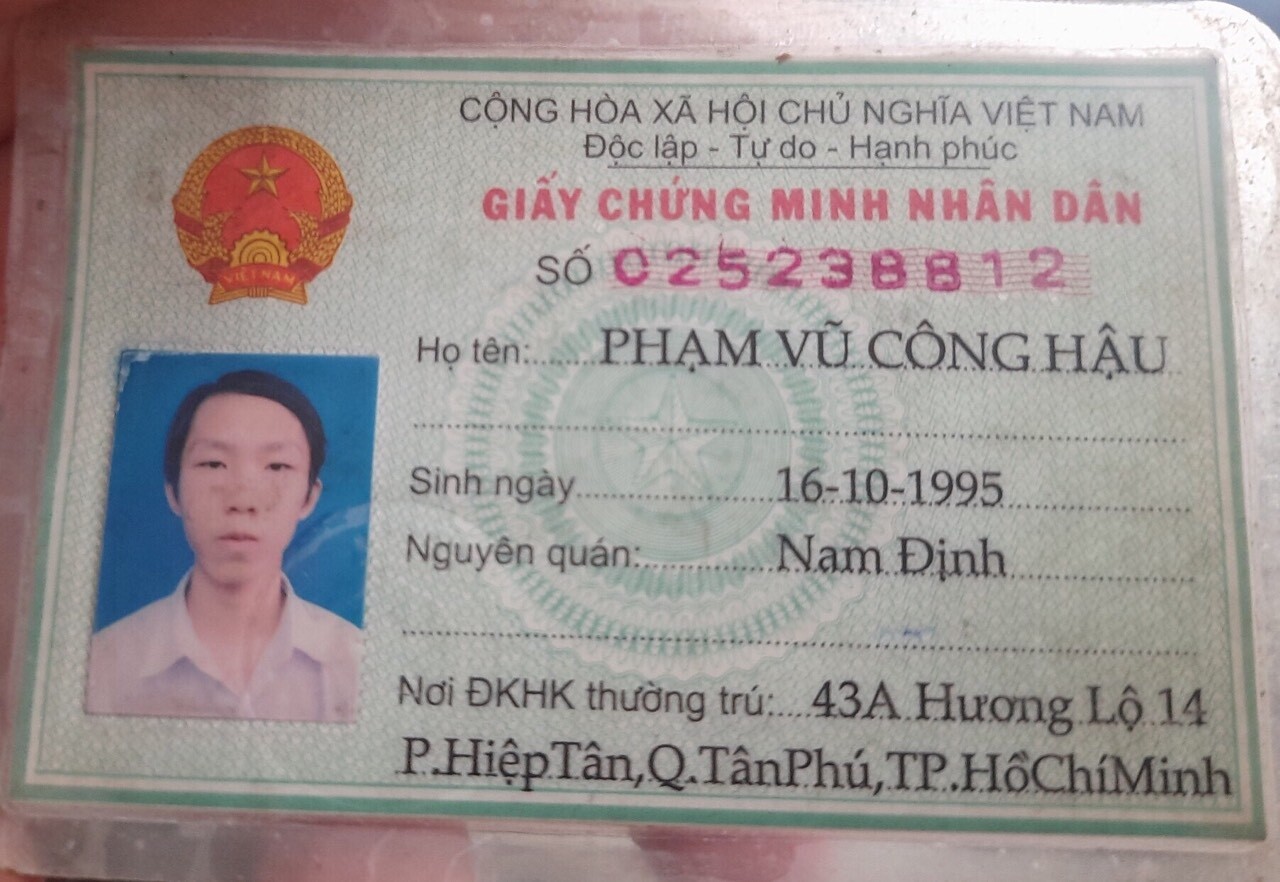 CỘNG HÒA XÃ HỘI CHỦ NGHĨA VIỆT NAM
Độc lập - Tự do - Hạnh phúc
GIẤY CHỨNG MINH NHÂN DÂN
SỐ 025238812
VIỆT NAM
Họ tên: PHẠM VŨ CÔNG HẬU
Sinh ngày 16-10-1995
Nguyên quán: Nam Định
Nơi ĐKHK thường trú: 43A Hương Lộ 14
P.HiệpTân,Q.TânPhú,TP.HồChíMinh